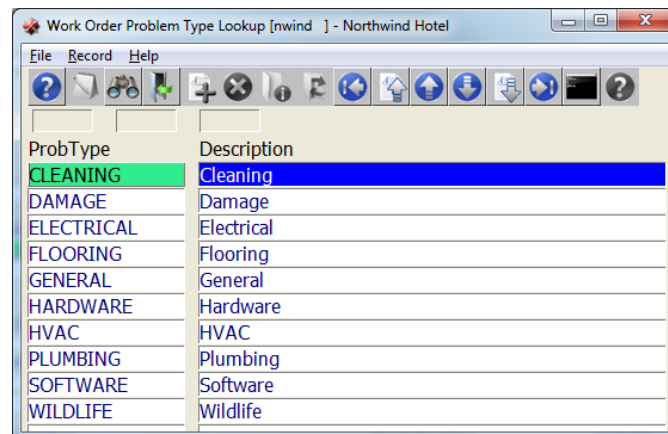 Work Order Problem Type Lookup [nwind   ] - Northwind Hotel
File Record Help
ProbType Description
CLEANING Cleaning
DAMAGE Damage
ELECTRICAL Electrical
FLOORING Flooring
GENERAL General
HARDWARE Hardware
HVAC HVAC
PLUMBING Plumbing
SOFTWARE Software
WILDLIFE Wildlife